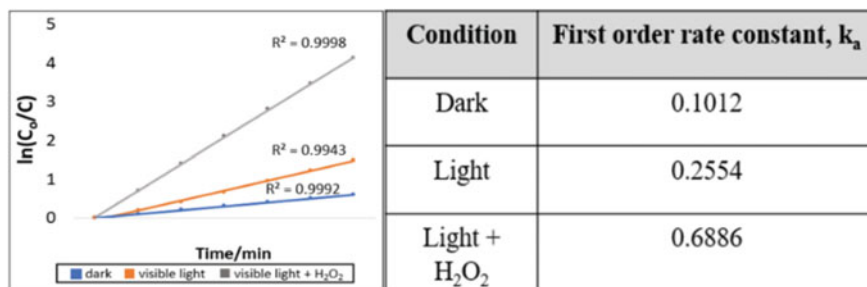 5
4
3
2
1
0
ln(C₀/C)
R² = 0.9998
R² = 0.9943
R² = 0.9992
Time/min
dark visible light visible light + H₂O₂
Condition First order rate constant, kₐ
Dark 0.1012
Light 0.2554
Light + 0.6886
H₂O₂